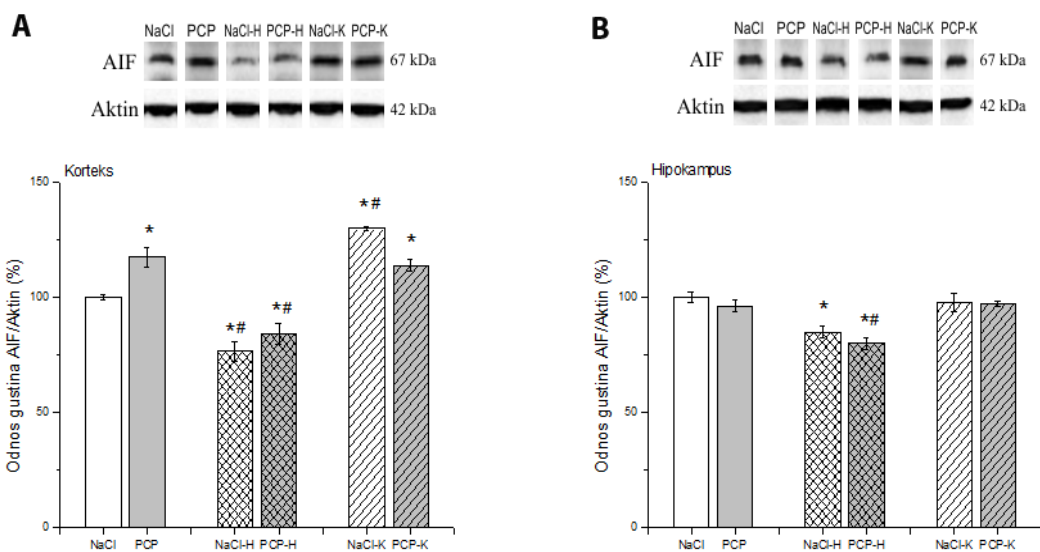 A
NaCl PCP NaCl-H PCP-H NaCl-K PCP-K
AIF 67 kDa
Aktin 42 kDa
Korteks
Odnos gustina AIF/Aktin (%)
150
* # *
*
*# *#
100
50
0
NaCl PCP NaCl-H PCP-H NaCl-K PCP-K
B
NaCl PCP NaCl-H PCP-H NaCl-K PCP-K
AIF 67 kDa
Aktin 42 kDa
Hipokampus
Odnos gustina AIF/Aktin (%)
150
100
* *#
50
0
NaCl PCP NaCl-H PCP-H NaCl-K PCP-K